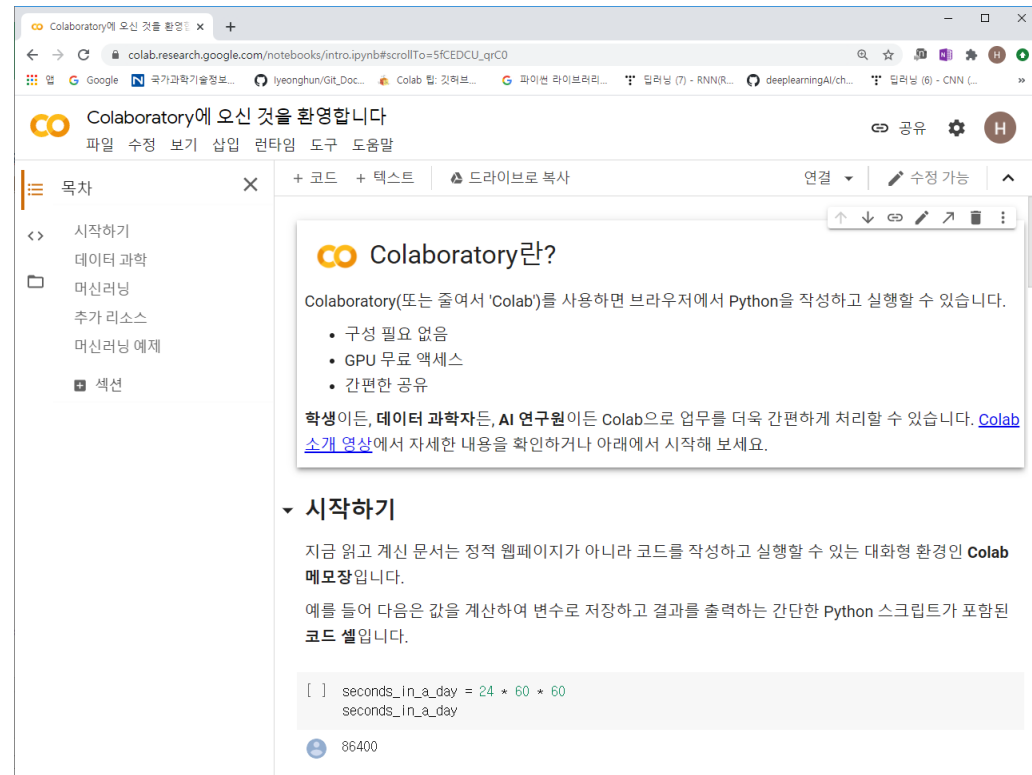 Colaboratory에 오신 것을 환영
colab.research.google.com/notebooks/intro.ipynb#scrollTo=5fCEDCU_qrC0
H
앱 Google 국가과학기술정보... lyeonghun/Git_Doc... Colab 팁: 깃허브... 파이썬 라이브러리... 딥러닝 (7) - RNN(R... deeplearningAI/ch... 딥러닝 (6) - CNN (... »
Colaboratory에 오신 것을 환영합니다
파일 수정 보기 삽입 런타임 도구 도움말
공유
H
목차
+ 코드 + 텍스트 드라이브로 복사 연결 수정 가능
시작하기
데이터 과학
머신러닝
추가 리소스
머신러닝 예제
섹션
CO Colaboratory란?
Colaboratory(또는 줄여서 'Colab')를 사용하면 브라우저에서 Python을 작성하고 실행할 수 있습니다.
• 구성 필요 없음
• GPU 무료 액세스
• 간편한 공유
학생이든, 데이터 과학자든, AI 연구원이든 Colab으로 업무를 더욱 간편하게 처리할 수 있습니다. Colab
소개 영상에서 자세한 내용을 확인하거나 아래에서 시작해 보세요.
시작하기
지금 읽고 계신 문서는 정적 웹페이지가 아니라 코드를 작성하고 실행할 수 있는 대화형 환경인 Colab
메모장입니다.
예를 들어 다음은 값을 계산하여 변수로 저장하고 결과를 출력하는 간단한 Python 스크립트가 포함된
코드 셀입니다.
[ ] seconds_in_a_day = 24 * 60 * 60
seconds_in_a_day
86400